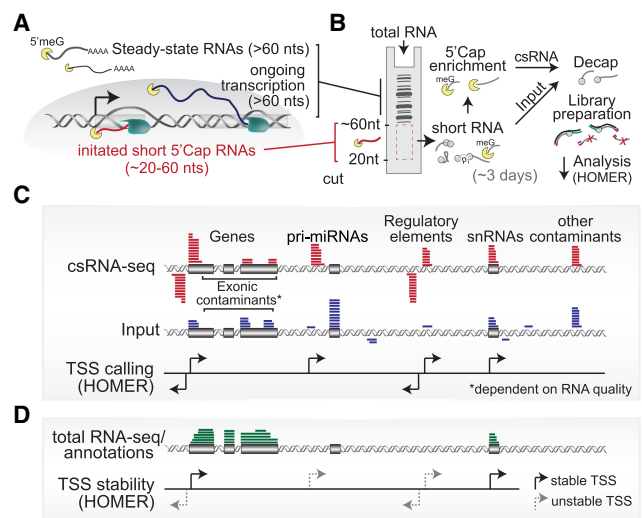 A
5'meG
AAAA
Steady-state RNAs (>60 nts)
AAAA
ongoing
transcription
(>60 nts)
initated short 5'Cap RNAs
(~20-60 nts)
B
total RNA
~60nt
20nt
cut
5'Cap
enrichment
meG
csRNA
Decap
Input
short RNA
meG
P
(~3 days)
Library
preparation
Analysis
(HOMER)
C
Genes
pri-miRNAs
Regulatory
elements
snRNAs
other
contaminants
csRNA-seq
Exonic
contaminants*
Input
TSS calling
(HOMER)
*dependent on RNA quality
D
total RNA-seq/
annotations
TSS stability
(HOMER)
stable TSS
unstable TSS